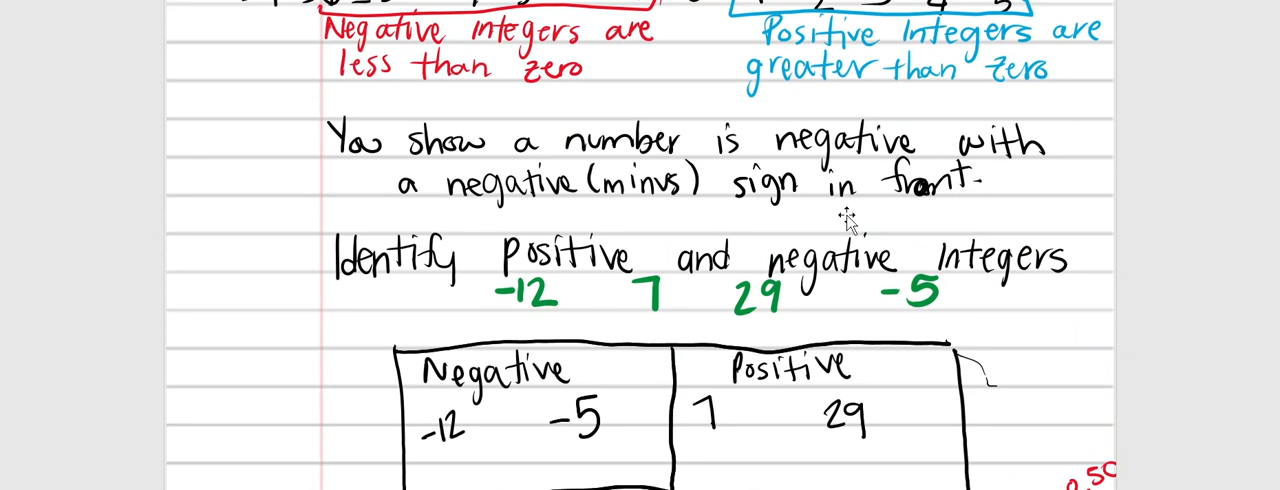 Negative Integers are
less than zero
Positive Integers are
greater than zero
You show a number is negative with
a negative (minus) sign in front.
Identify positive and negative Integers
-12 7 29 -5
Negative Positive
-12 -5 7 29